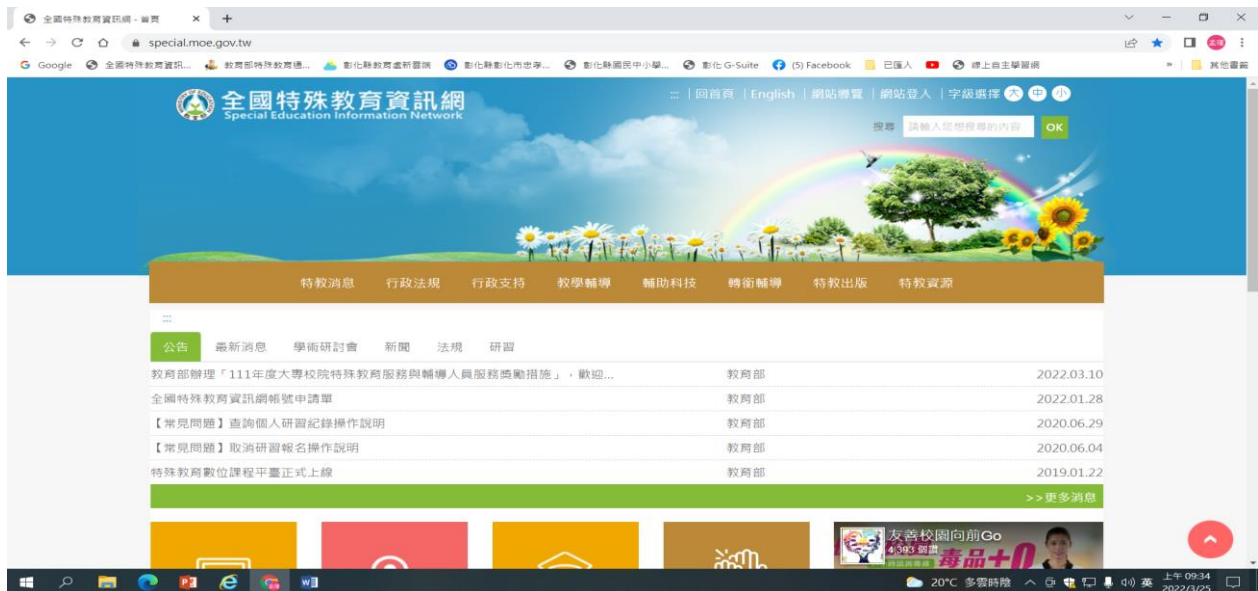 全國特殊教育資訊網 - 首頁
special.moe.gov.tw
Google 全國特殊教育資訊... 教育部特殊教育通... 彰化縣教育處新雲端 彰化縣彰化市忠孝... 彰化縣國民中小學... 彰化 G-Suite (5) Facebook 已匯入 線上自主學習網 » 其他書籤
全國特殊教育資訊網
Special Education Information Network
::: | 回首頁 | English | 網站導覽 | 網站登入 | 字級選擇 大 中 小
搜尋 請輸入您想搜尋的內容 OK
特教消息 行政法規 行政支持 教學輔導 輔助科技 轉銜輔導 特教出版 特教資源
:::
公告 最新消息 學術研討會 新聞 法規 研習
教育部辦理「111年度大專校院特殊教育服務與輔導人員服務獎勵措施」，歡迎... 教育部 2022.03.10
全國特殊教育資訊網帳號申請單 教育部 2022.01.28
【常見問題】查詢個人研習紀錄操作說明 教育部 2020.06.29
【常見問題】取消研習報名操作說明 教育部 2020.06.04
特殊教育數位課程平臺正式上線 教育部 2019.01.22
>>更多消息
友善校園向前Go
4,393 個讚
毒品+0
20°C 多雲時陰 英 上午 09:34
2022/3/25